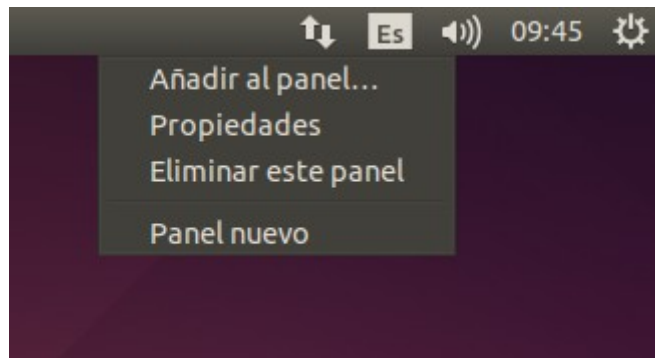 Es 09:45
Añadir al panel...
Propiedades
Eliminar este panel
Panel nuevo